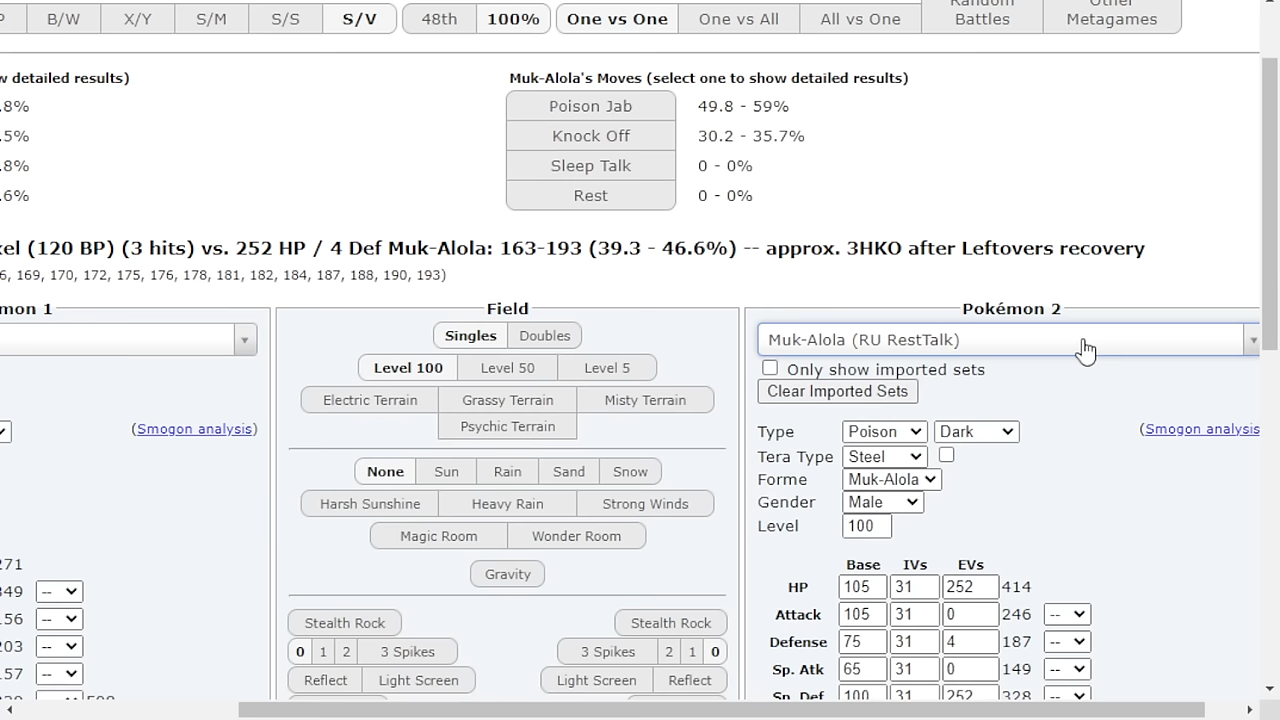 P B/W X/Y S/M S/S S/V 48th 100% One vs One One vs All All vs One Random Battles Other Metagames
w detailed results)
Muk-Alola's Moves (select one to show detailed results)
.8% Poison Jab 49.8 - 59%
.5% Knock Off 30.2 - 35.7%
.8% Sleep Talk 0 - 0%
.6% Rest 0 - 0%
xel (120 BP) (3 hits) vs. 252 HP / 4 Def Muk-Alola: 163-193 (39.3 - 46.6%) -- approx. 3HKO after Leftovers recovery
6, 169, 170, 172, 175, 176, 178, 181, 182, 184, 187, 188, 190, 193)
mon 1
Field
Pokémon 2
Singles Doubles
Muk-Alola (RU RestTalk)
Level 100 Level 50 Level 5
Only show imported sets
Clear Imported Sets
Electric Terrain Grassy Terrain Misty Terrain
Psychic Terrain
(Smogon analysis)
Type Poison Dark
(Smogon analysis
Tera Type Steel
None Sun Rain Sand Snow
Forme Muk-Alola
Harsh Sunshine Heavy Rain Strong Winds
Gender Male
Level 100
Magic Room Wonder Room
Gravity
Base IVs EVs
271
HP 105 31 252 414
349 --
Attack 105 31 0 246 --
Stealth Rock Stealth Rock
156 --
Defense 75 31 4 187 --
203 --
0 1 2 3 Spikes 3 Spikes 2 1 0
157 --
Sp. Atk 65 31 0 149 --
Reflect Light Screen Light Screen Reflect
Sp. Def 100 31 252 328 --